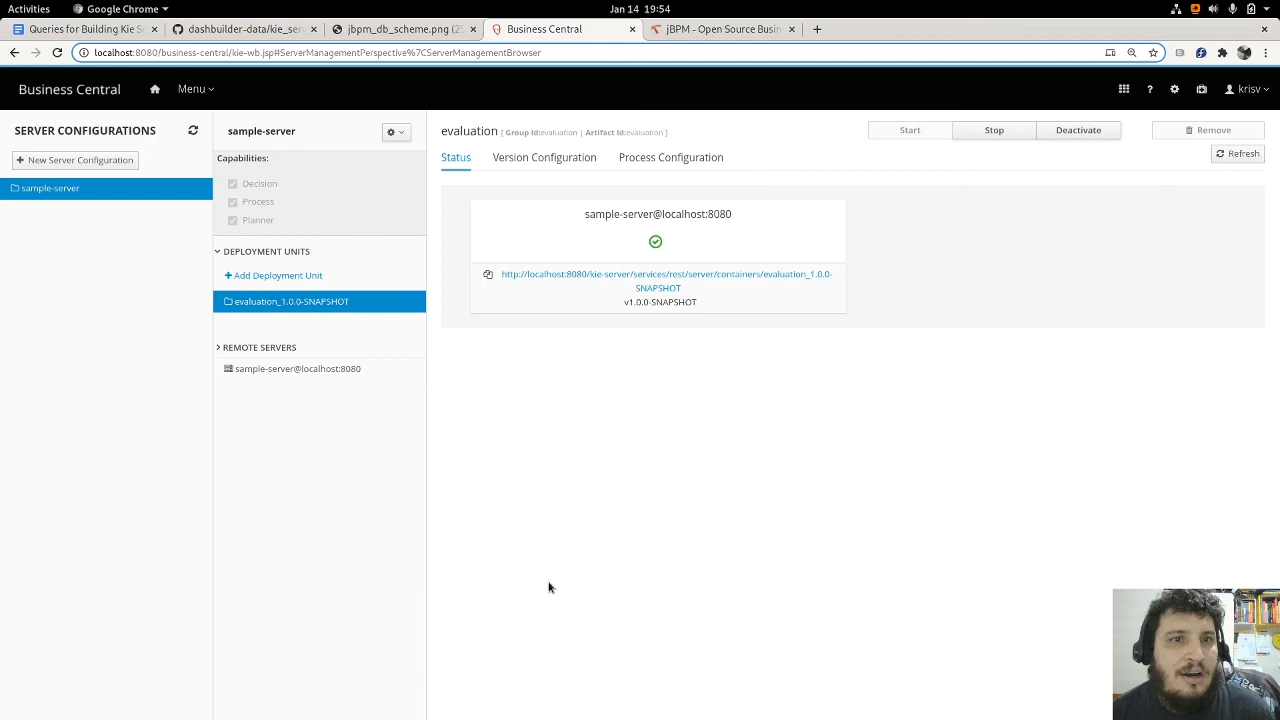 Activities
Google Chrome
Jan 14 19:54
Queries for Building Kie S
dashbuilder-data/kie_ser
jbpm_db_scheme.png (2
Business Central
jBPM - Open Source Busin
localhost:8080/business-central/kie-wb.jsp#ServerManagementPerspective%7CServerManagementBrowser
Business Central
Menu
krisv
SERVER CONFIGURATIONS
New Server Configuration
sample-server
sample-server
Capabilities:
Decision
Process
Planner
DEPLOYMENT UNITS
Add Deployment Unit
evaluation_1.0.0-SNAPSHOT
REMOTE SERVERS
sample-server@localhost:8080
evaluation [ Group Id:evaluation | Artifact Id:evaluation ]
Start
Stop
Deactivate
Remove
Status
Version Configuration
Process Configuration
Refresh
sample-server@localhost:8080
http://localhost:8080/kie-server/services/rest/server/containers/evaluation_1.0.0-
SNAPSHOT
v1.0.0-SNAPSHOT